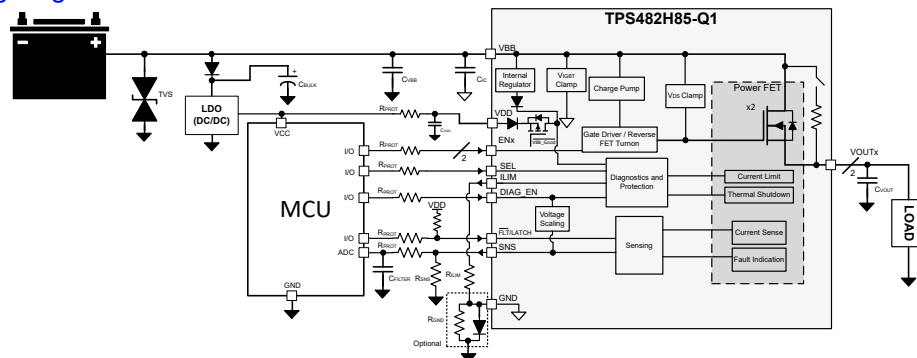 TPS482H85-Q1
VBB
TVS
LDO
(DC/DC)
CBULK
CVBB
CIC
Internal
Regulator
VIGBT
Clamp
Charge Pump
VDS Clamp
Power FET
x2
RPROT
CVDD
VDD
VBB_Good
Gate Driver / Reverse
FET Turnon
VCC
MCU
I/O
RPROT
2
ENx
I/O
RPROT
SEL
ILIM
I/O
RPROT
DIAG_EN
Diagnostics and
Protection
Current Limit
Thermal Shutdown
VOUTx
2
CVOUT
LOAD
VDD
Voltage
Scaling
I/O
RPROT
FLT/LATCH
ADC
RPROT
SNS
Sensing
Current Sense
Fault Indication
CFILTER
RSNS
RILIM
GND
GND
RGND
Optional